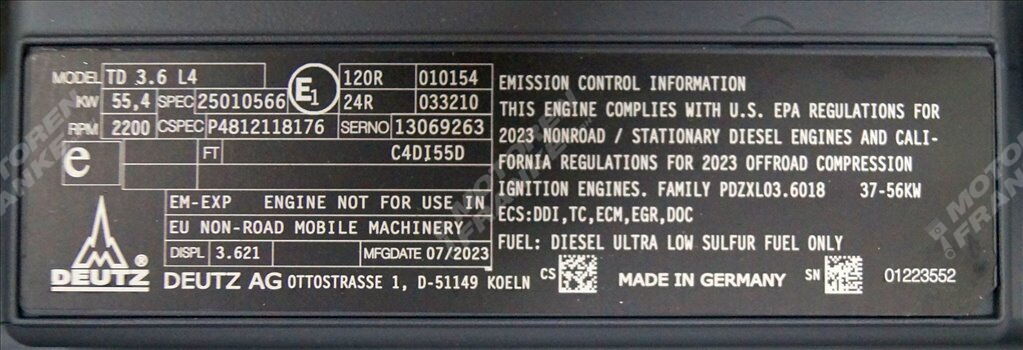 MODEL TD 3.6 L4
KW 55,4 SPEC 25010566
RPM 2200 CSPEC P4812118176 SERNO 13069263
E1 120R 010154
24R 033210
e FT C4DI55D
EM-EXP ENGINE NOT FOR USE IN
EU NON-ROAD MOBILE MACHINERY
DISPL 3.621 MFGDATE 07/2023
DEUTZ ®
DEUTZ AG OTTOSTRASSE 1, D-51149 KOELN
EMISSION CONTROL INFORMATION
THIS ENGINE COMPLIES WITH U.S. EPA REGULATIONS FOR
2023 NONROAD / STATIONARY DIESEL ENGINES AND CALI-
FORNIA REGULATIONS FOR 2023 OFFROAD COMPRESSION
IGNITION ENGINES. FAMILY PDZXL03.6018 37-56KW
ECS:DDI,TC,ECM,EGR,DOC
FUEL: DIESEL ULTRA LOW SULFUR FUEL ONLY
CS MADE IN GERMANY SN 01223552
MOTOREN
FRANKEN